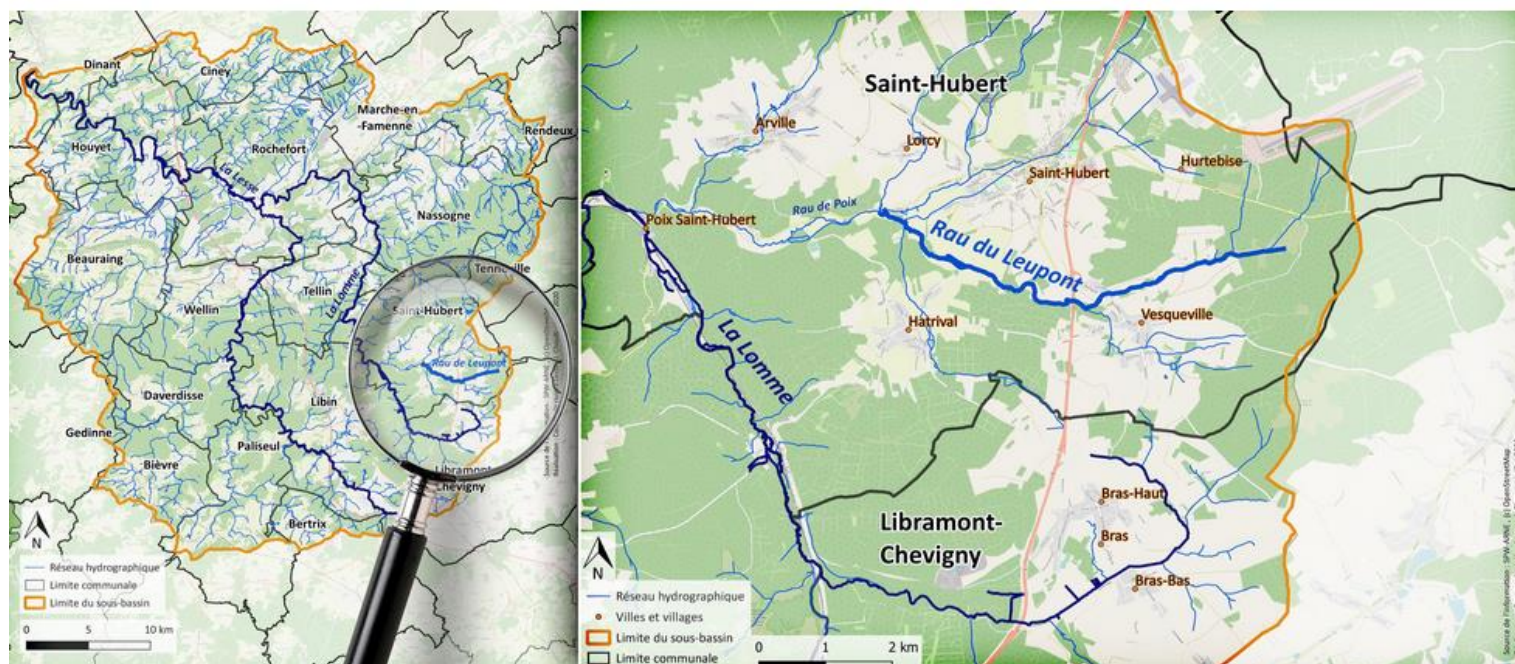 Dinant
Ciney
Marche-en
-Famenne
Rendeux
Houyet
Rochefort
La Lesse
Nassogne
Beauraing
Tellin
Wellin
La Lomme
Saint-Hubert
Rau de Leupont
Daverdisse
Libin
Gedinne
Paliseul
Bièvre
Libramont
Chevigny
Bertrix
N
Réseau hydrographique
Limite communale
Limite du sous-bassin
0 5 10 km
Saint-Hubert
Arville
Lorcy
Saint-Hubert
Hurtebise
Poix Saint-Hubert
Rau de Poix
Rau du Leupont
Hatrival
Vesqueville
La Lomme
Bras-Haut
Bras
Bras-Bas
Libramont-
Chevigny
N
Réseau hydrographique
Villes et villages
Limite du sous-bassin
Limite communale
0 1 2 km